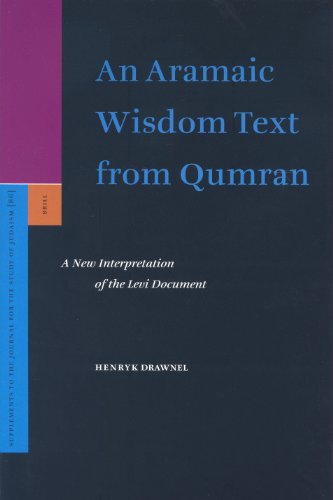 An Aramaic
Wisdom Text
from Qumran
A New Interpretation
of the Levi Document
HENRYK DRAWNEL
BRILL
SUPPLEMENTS TO THE JOURNAL FOR THE STUDY OF JUDAISM [86]